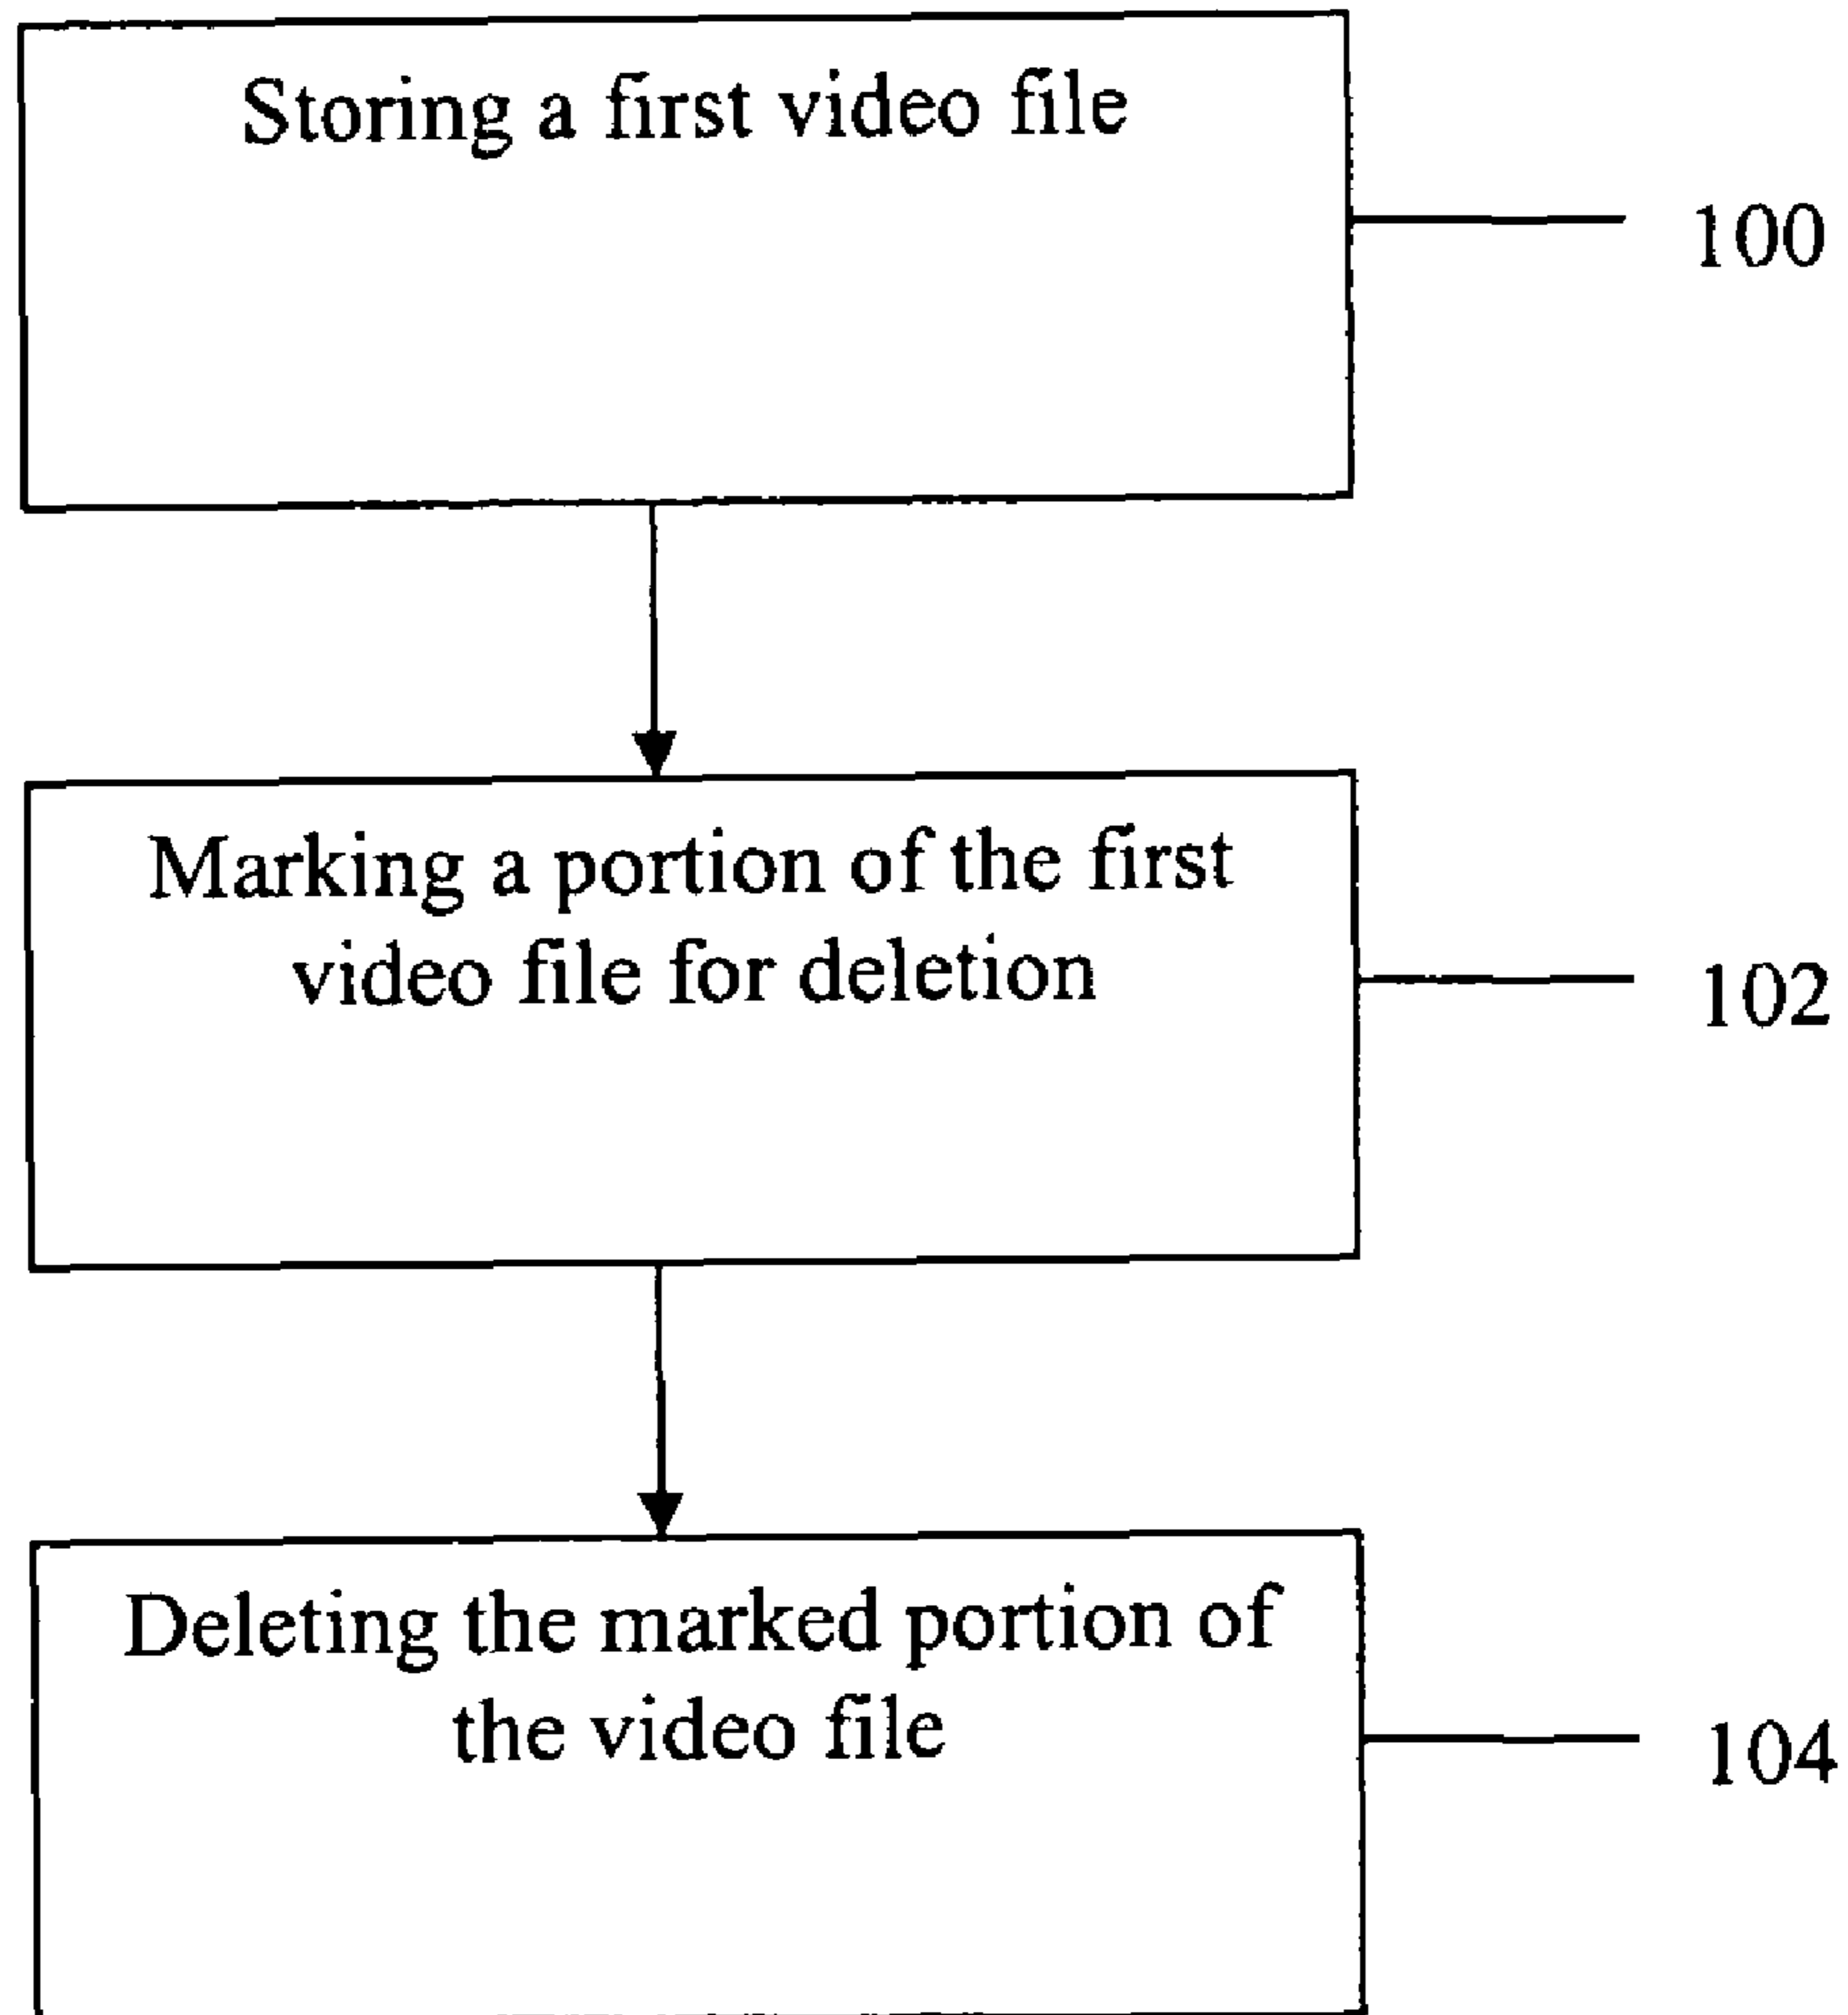 Storing a first video file
100
Marking a portion of the first
video file for deletion
102
Deleting the marked portion of
the video file
104